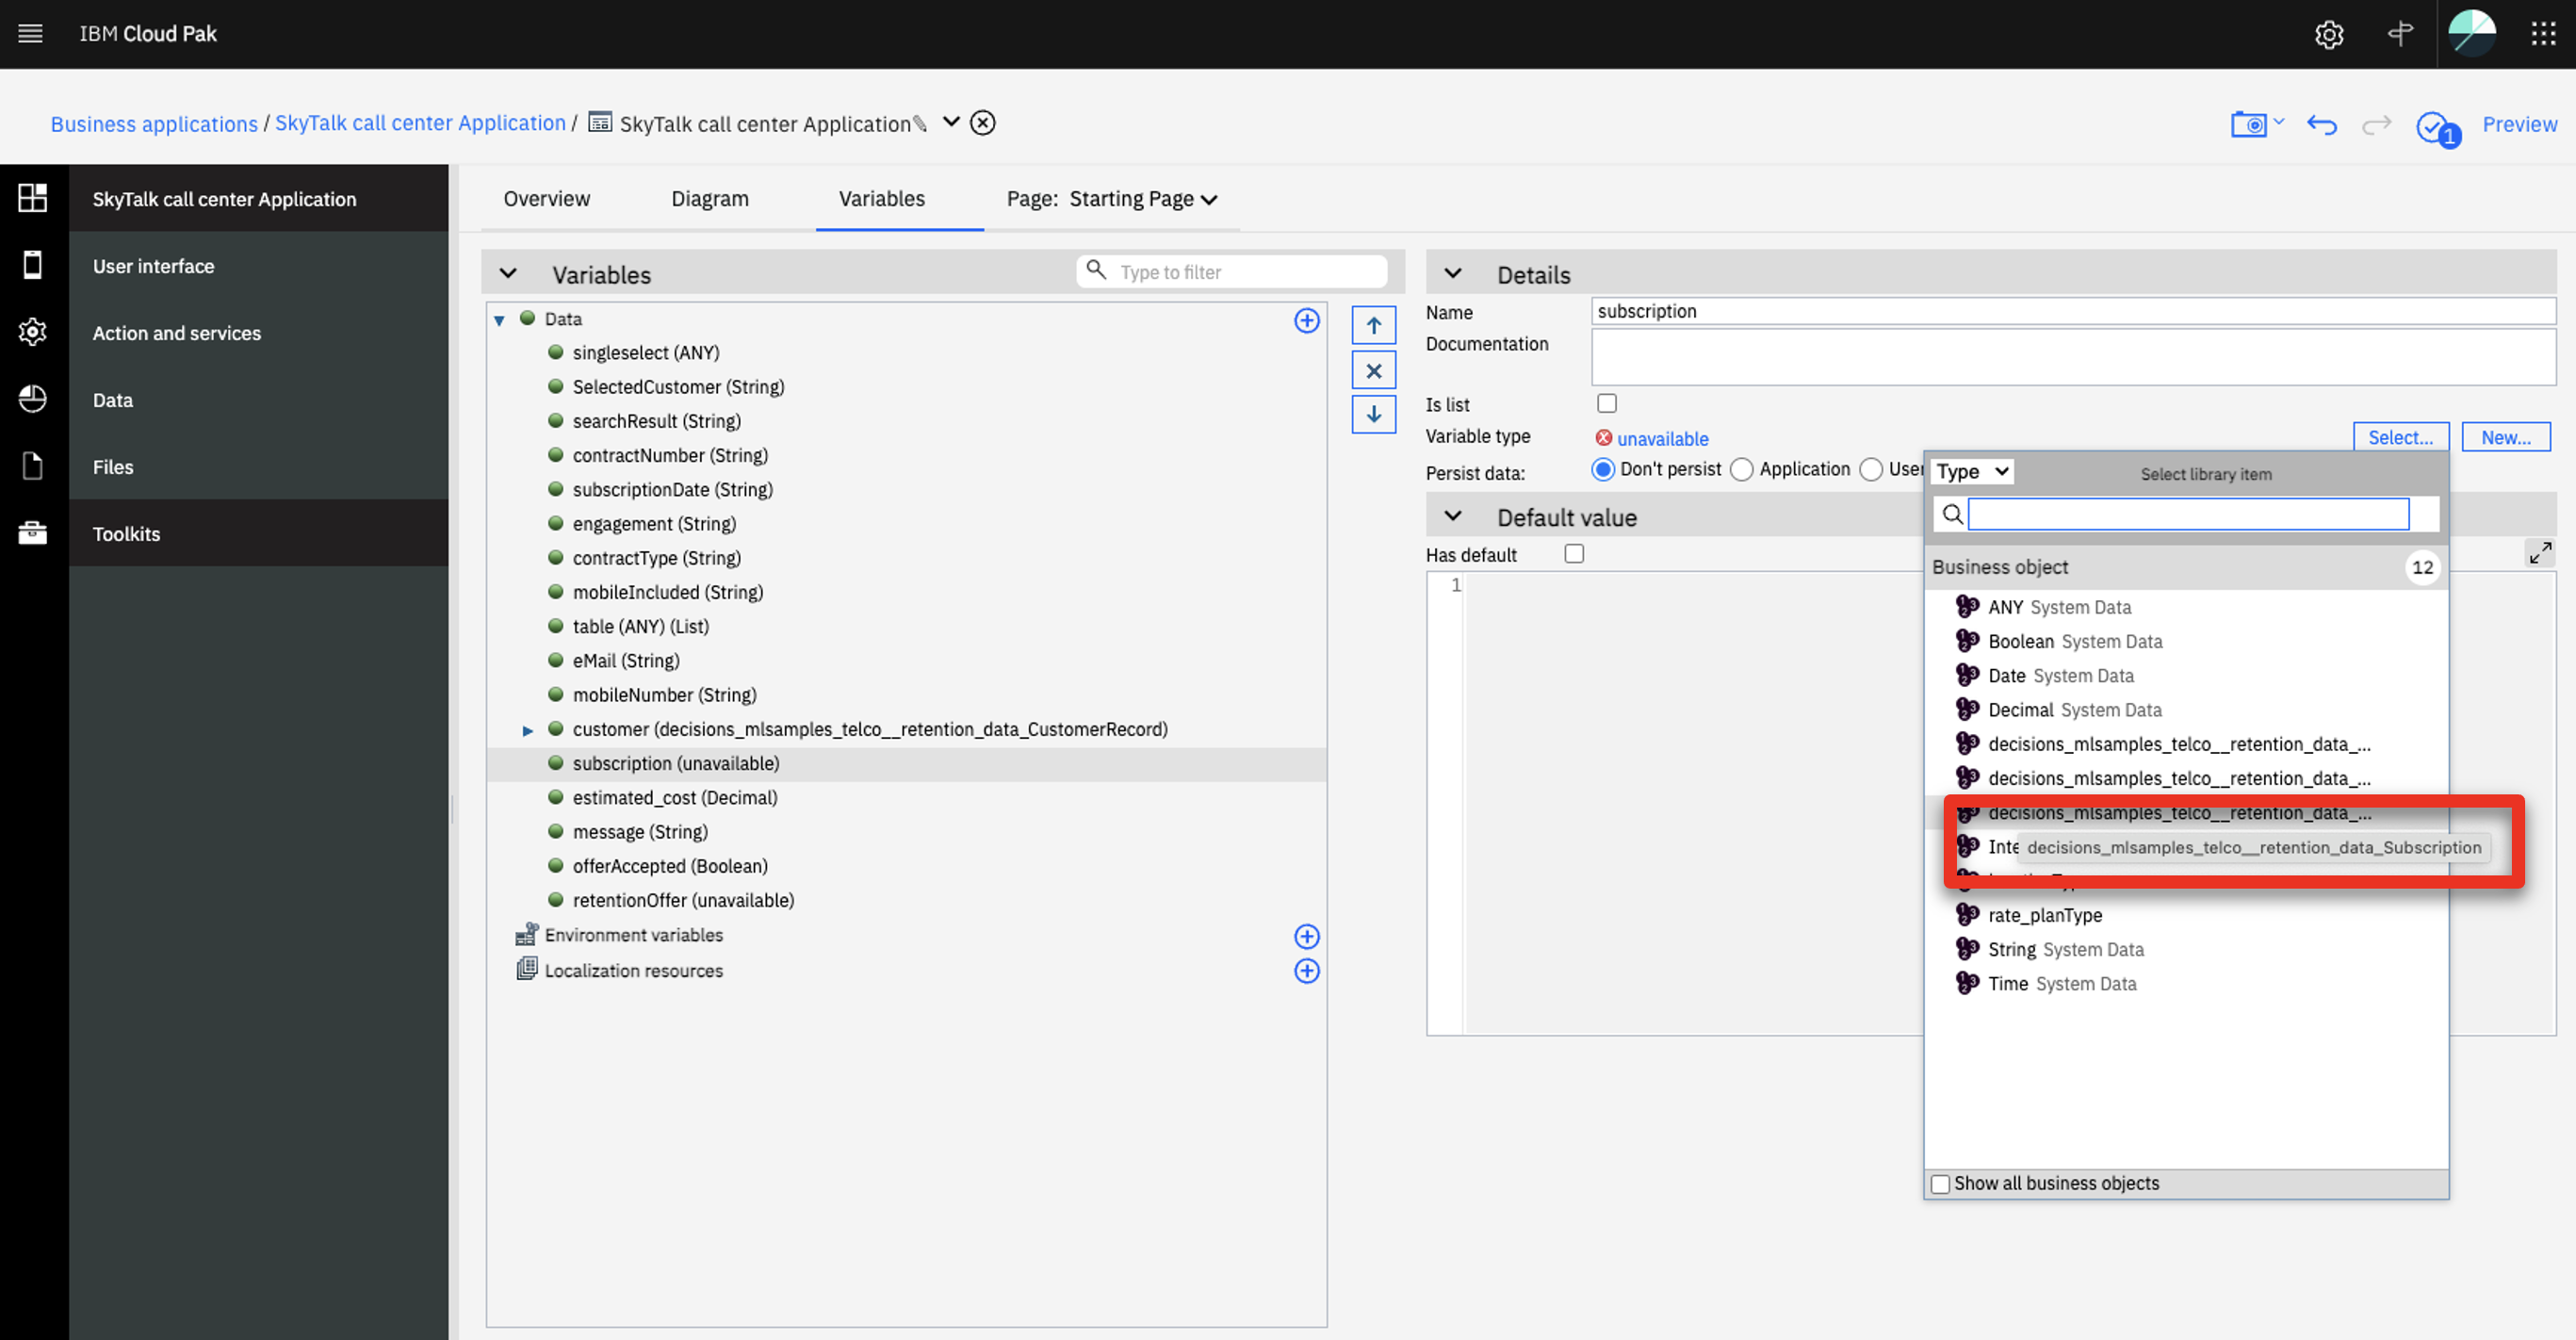 IBM Cloud Pak
Business applications / SkyTalk call center Application / SkyTalk call center Application
1
Preview
SkyTalk call center Application
User interface
Action and services
Data
Files
Toolkits
Overview
Diagram
Variables
Page: Starting Page
Variables
Type to filter
Data
singleselect (ANY)
SelectedCustomer (String)
searchResult (String)
contractNumber (String)
subscriptionDate (String)
engagement (String)
contractType (String)
mobileIncluded (String)
table (ANY) (List)
eMail (String)
mobileNumber (String)
customer (decisions_mlsamples_telco__retention_data_CustomerRecord)
subscription (unavailable)
estimated_cost (Decimal)
message (String)
offerAccepted (Boolean)
retentionOffer (unavailable)
Environment variables
Localization resources
Details
Name
subscription
Documentation
Is list
Variable type
unavailable
Select...
New...
Persist data:
Don't persist
Application
User
Default value
Has default
1
Type
Select library item
Business object
12
ANY System Data
Boolean System Data
Date System Data
Decimal System Data
decisions_mlsamples_telco__retention_data_...
decisions_mlsamples_telco__retention_data_...
decisions_mlsamples_telco__retention_data_...
Inte
decisions_mlsamples_telco__retention_data_Subscription
rate_planType
String System Data
Time System Data
Show all business objects